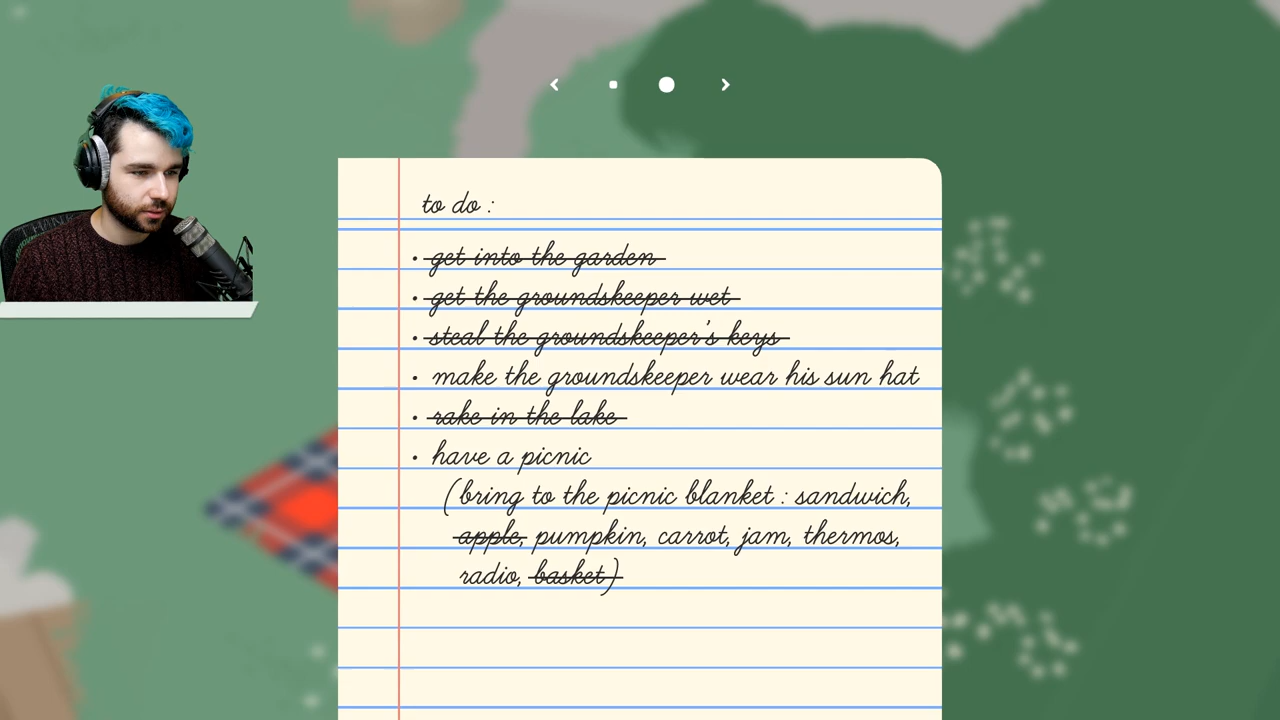 to do :
• get into the garden
• get the groundskeeper wet
• steal the groundskeeper's keys
• make the groundskeeper wear his sun hat
• rake in the lake
• have a picnic
(bring to the picnic blanket : sandwich,
apple, pumpkin, carrot, jam, thermos,
radio, basket)